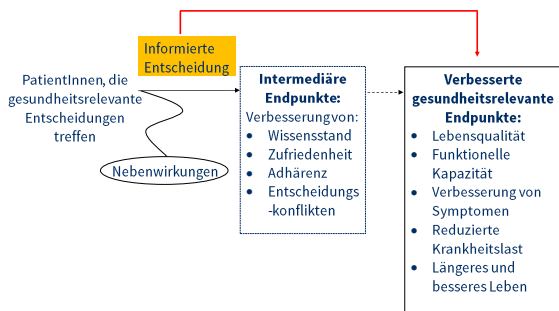 Informierte
Entscheidung
PatientInnen, die
gesundheitsrelevante
Entscheidungen
treffen
Nebenwirkungen
Intermediäre
Endpunkte:
Verbesserung von:
• Wissensstand
• Zufriedenheit
• Adhärenz
• Entscheidungs
-konflikten
Verbesserte
gesundheitsrelevante
Endpunkte:
• Lebensqualität
• Funktionelle
Kapazität
• Verbesserung von
Symptomen
• Reduzierte
Krankheitslast
• Längeres und
besseres Leben